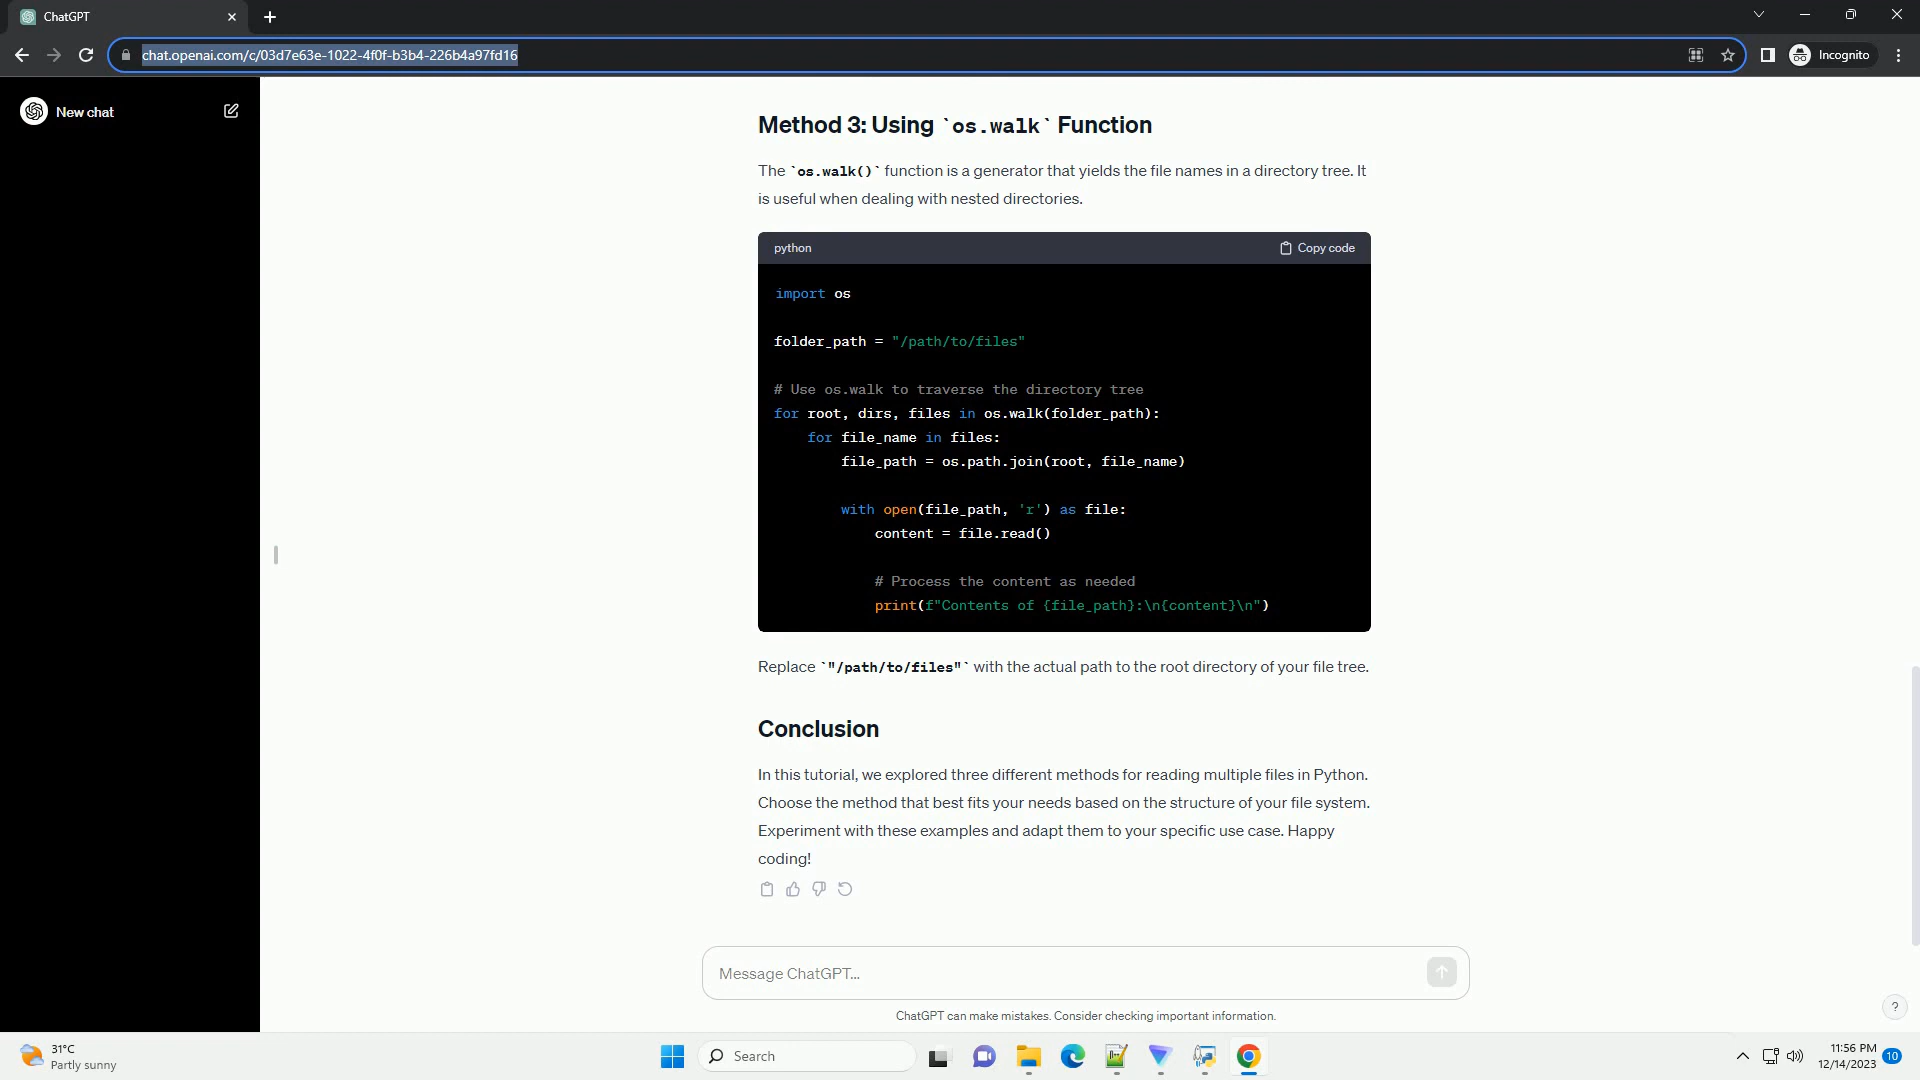 ChatGPT
chat.openai.com/c/03d7e63e-1022-4f0f-b3b4-226b4a97fd16
Incognito
New chat
Method 3: Using `os.walk` Function
The `os.walk()` function is a generator that yields the file names in a directory tree. It
is useful when dealing with nested directories.
python
Copy code
import os
folder_path = "/path/to/files"
# Use os.walk to traverse the directory tree
for root, dirs, files in os.walk(folder_path):
    for file_name in files:
        file_path = os.path.join(root, file_name)
        with open(file_path, 'r') as file:
            content = file.read()
            # Process the content as needed
            print(f"Contents of {file_path}:\n{content}\n")
Replace `"/path/to/files"` with the actual path to the root directory of your file tree.
Conclusion
In this tutorial, we explored three different methods for reading multiple files in Python.
Choose the method that best fits your needs based on the structure of your file system.
Experiment with these examples and adapt them to your specific use case. Happy
coding!
Message ChatGPT...
ChatGPT can make mistakes. Consider checking important information.
?
31°C
Partly sunny
Search
11:56 PM
12/14/2023
10